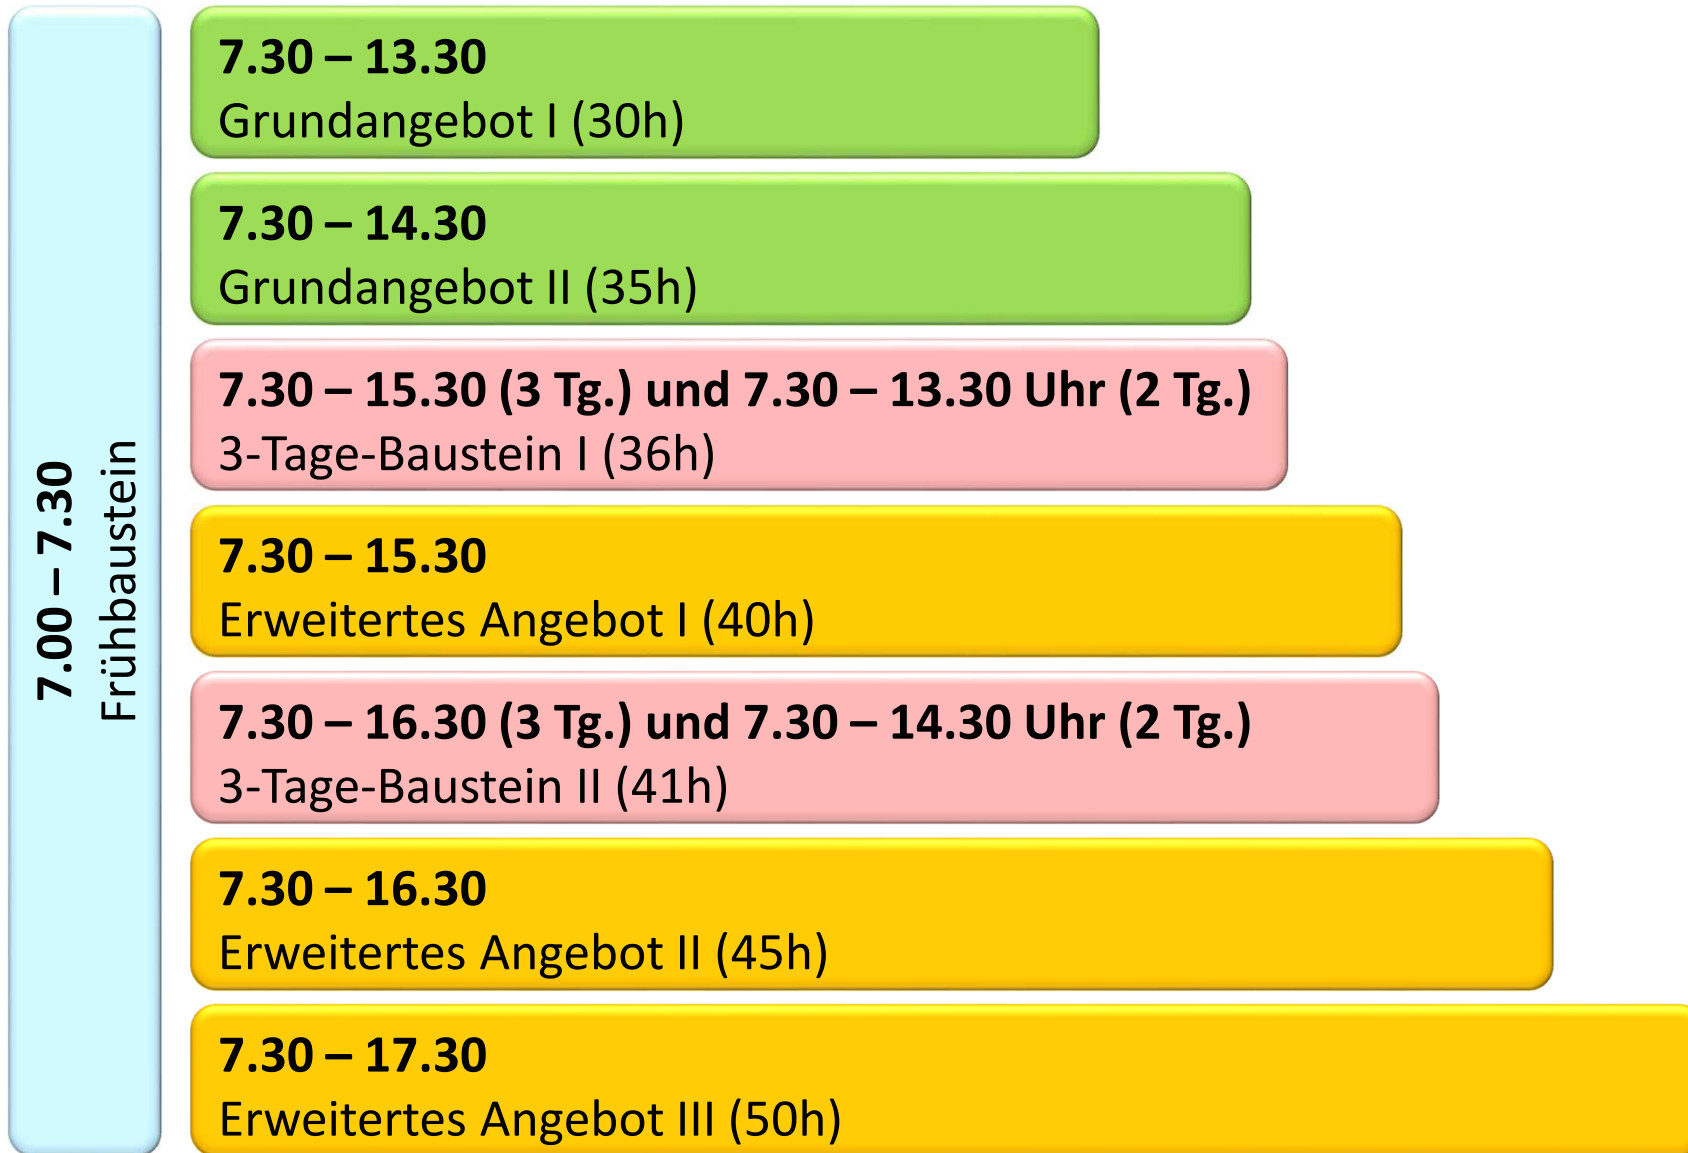 7.00 – 7.30
Frühbaustein
7.30 – 13.30
Grundangebot I (30h)
7.30 – 14.30
Grundangebot II (35h)
7.30 – 15.30 (3 Tg.) und 7.30 – 13.30 Uhr (2 Tg.)
3-Tage-Baustein I (36h)
7.30 – 15.30
Erweitertes Angebot I (40h)
7.30 – 16.30 (3 Tg.) und 7.30 – 14.30 Uhr (2 Tg.)
3-Tage-Baustein II (41h)
7.30 – 16.30
Erweitertes Angebot II (45h)
7.30 – 17.30
Erweitertes Angebot III (50h)